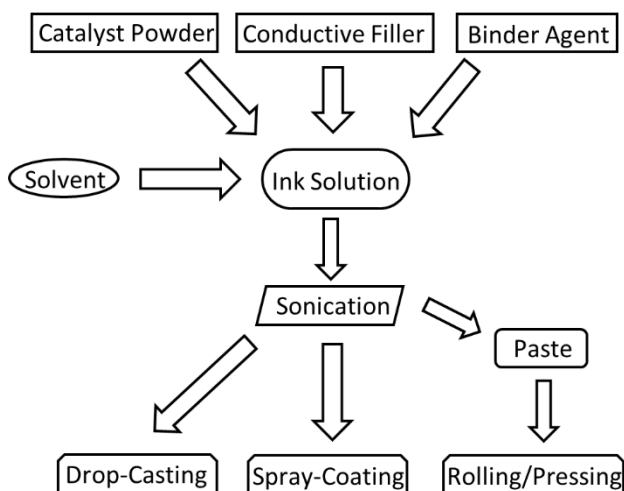 Catalyst Powder
Conductive Filler
Binder Agent
Solvent
Ink Solution
Sonication
Paste
Drop-Casting
Spray-Coating
Rolling/Pressing